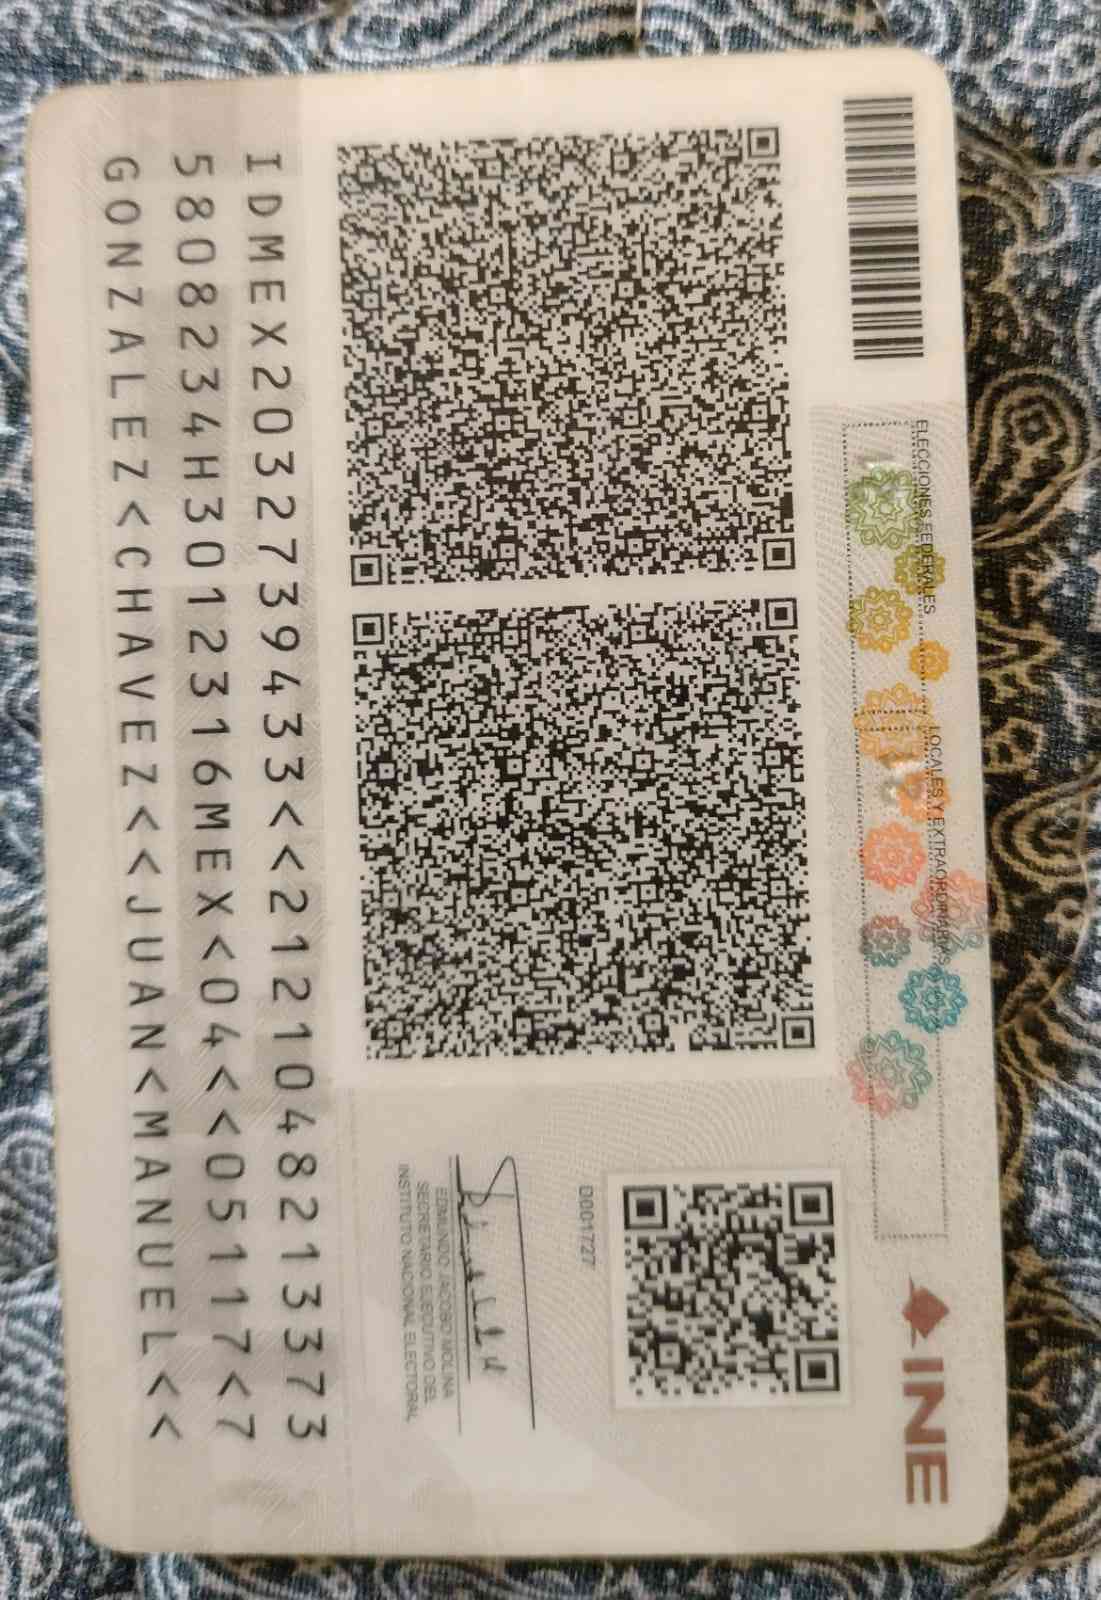 ELECCIONES FEDERALES
LOCALES Y EXTRAORDINARIAS
INE
D001727
EDMUNDO JACOBO MOLINA
SECRETARIO EJECUTIVO DEL
INSTITUTO NACIONAL ELECTORAL
IDMEX2032739433<<2121048213373
5808234H3012316MEX<04<<05117<7
GONZALEZ<CHAVEZ<<JUAN<MANUEL<<